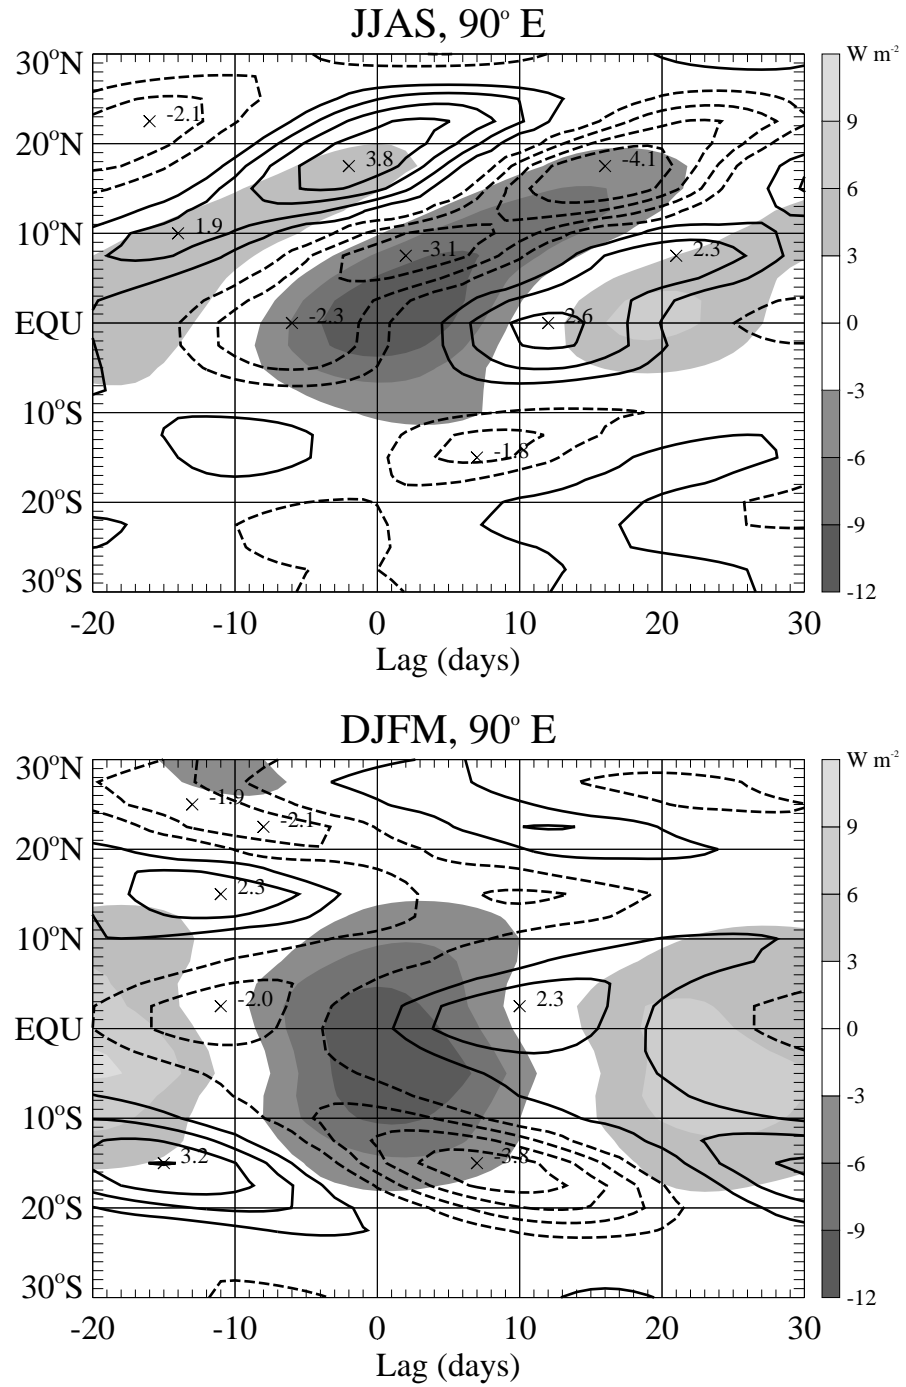 JJAS, 90° E
W m-2
30°N
20°N
10°N
EQU
10°S
20°S
30°S
-2.1
3.8
-4.1
1.9
-3.1
2.3
-2.3
2.6
-1.8
9
6
3
0
-3
-6
-9
-12
-20 -10 0 10 20 30
Lag (days)
DJFM, 90° E
W m-2
30°N
20°N
10°N
EQU
10°S
20°S
30°S
-1.9
-2.1
2.3
-2.0
2.3
3.2
-3.8
9
6
3
0
-3
-6
-9
-12
-20 -10 0 10 20 30
Lag (days)